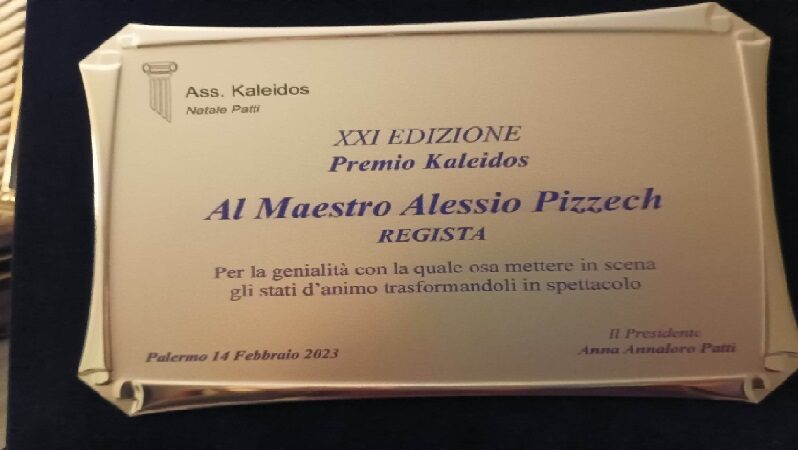 Ass. Kaleidos
Natale Patti
XXI EDIZIONE
Premio Kaleidos
Al Maestro Alessio Pizzech
REGISTA
Per la genialità con la quale osa mettere in scena
gli stati d'animo trasformandoli in spettacolo
Il Presidente
Palermo 14 Febbraio 2023
Anna Annaloro Patti